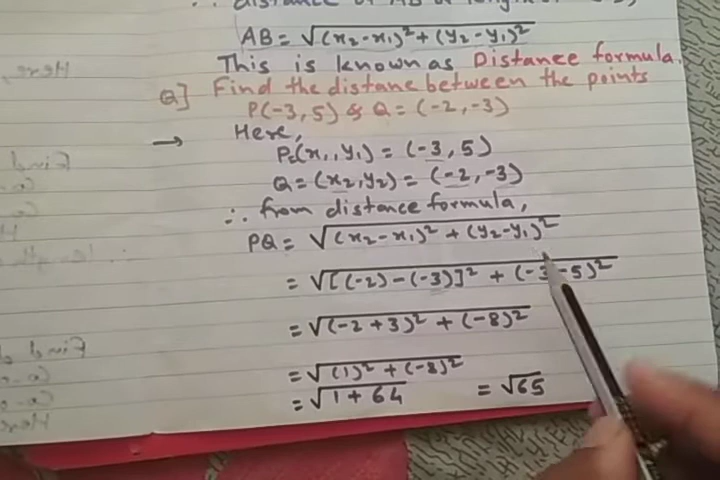 ∴ distance
AB = √(x₂-x₁)² + (y₂-y₁)²
This is known as Distance formula.
Q] Find the distane between the points
P(-3, 5) & Q = (-2, -3)
→ Here,
P=(x₁, y₁) = (-3, 5)
Q = (x₂, y₂) = (-2, -3)
∴ from distance formula,
PQ = √(x₂-x₁)² + (y₂-y₁)²
= √[(-2)-(-3)]² + (-3-5)²
= √(-2+3)² + (-8)²
= √(1)² + (-8)²
= √1 + 64 = √65